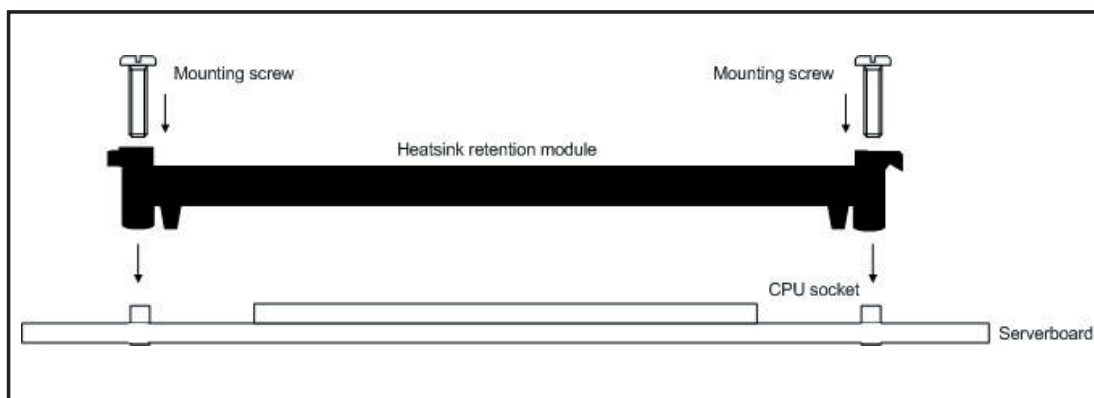 Mounting screw
Mounting screw
Heatsink retention module
CPU socket
Serverboard